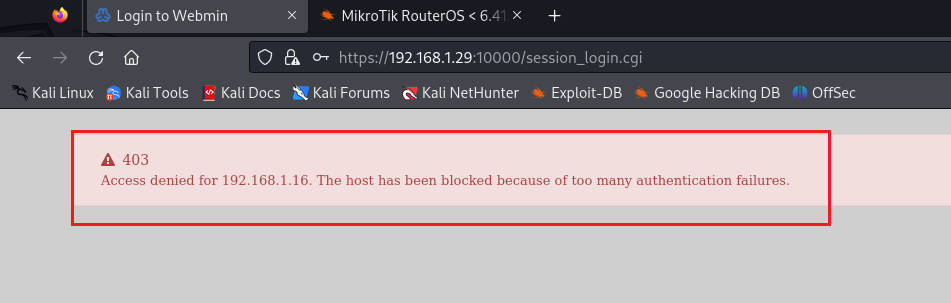 Login to Webmin
MikroTik RouterOS < 6.41
https://192.168.1.29:10000/session_login.cgi
Kali Linux Kali Tools Kali Docs Kali Forums Kali NetHunter Exploit-DB Google Hacking DB OffSec
403
Access denied for 192.168.1.16. The host has been blocked because of too many authentication failures.